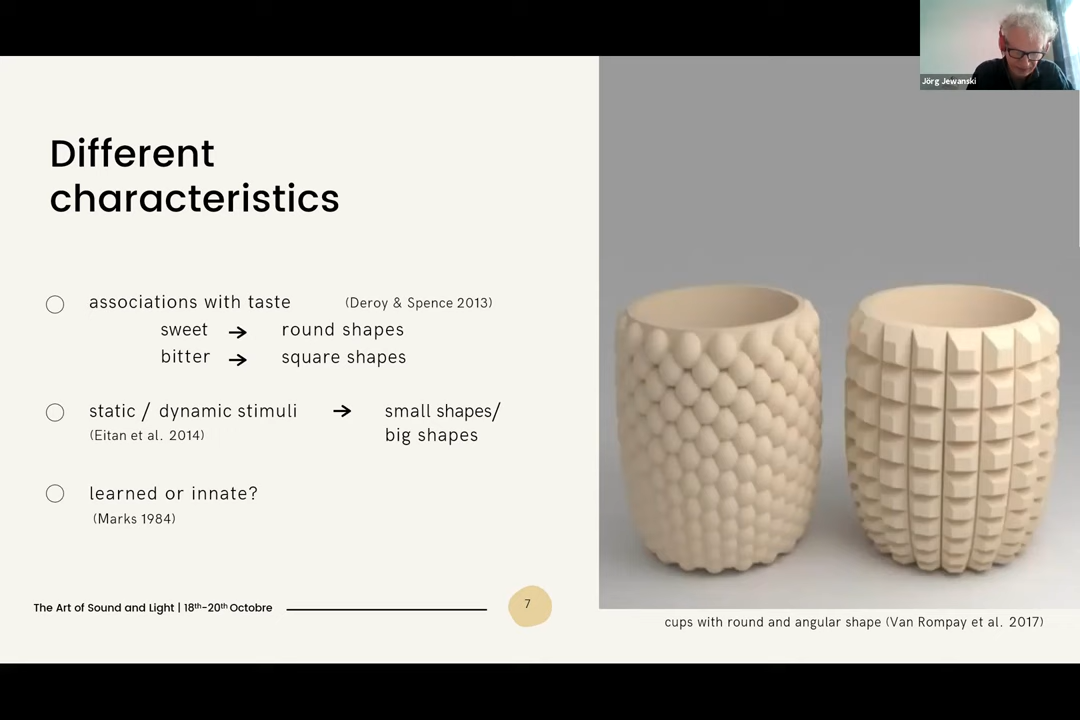 Jörg Jewanski
Different
characteristics
associations with taste (Deroy & Spence 2013)
sweet → round shapes
bitter → square shapes
static / dynamic stimuli → small shapes/
(Eitan et al. 2014) big shapes
learned or innate?
(Marks 1984)
The Art of Sound and Light | 18th-20th Octobre
7
cups with round and angular shape (Van Rompay et al. 2017)